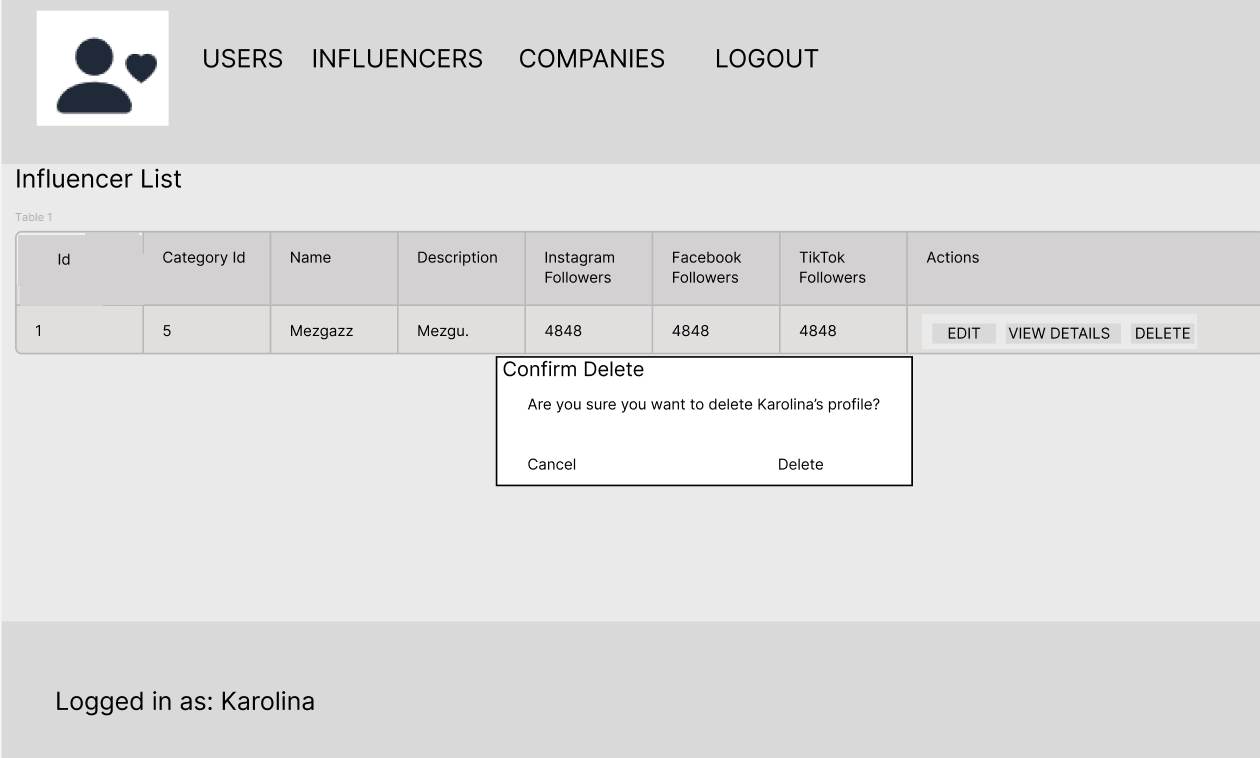 USERS INFLUENCERS COMPANIES LOGOUT
Influencer List
Table 1
Id Category Id Name Description Instagram Followers Facebook Followers TikTok Followers Actions
1 5 Mezgazz Mezgu. 4848 4848 4848 EDIT VIEW DETAILS DELETE
Confirm Delete
Are you sure you want to delete Karolina’s profile?
Cancel Delete
Logged in as: Karolina